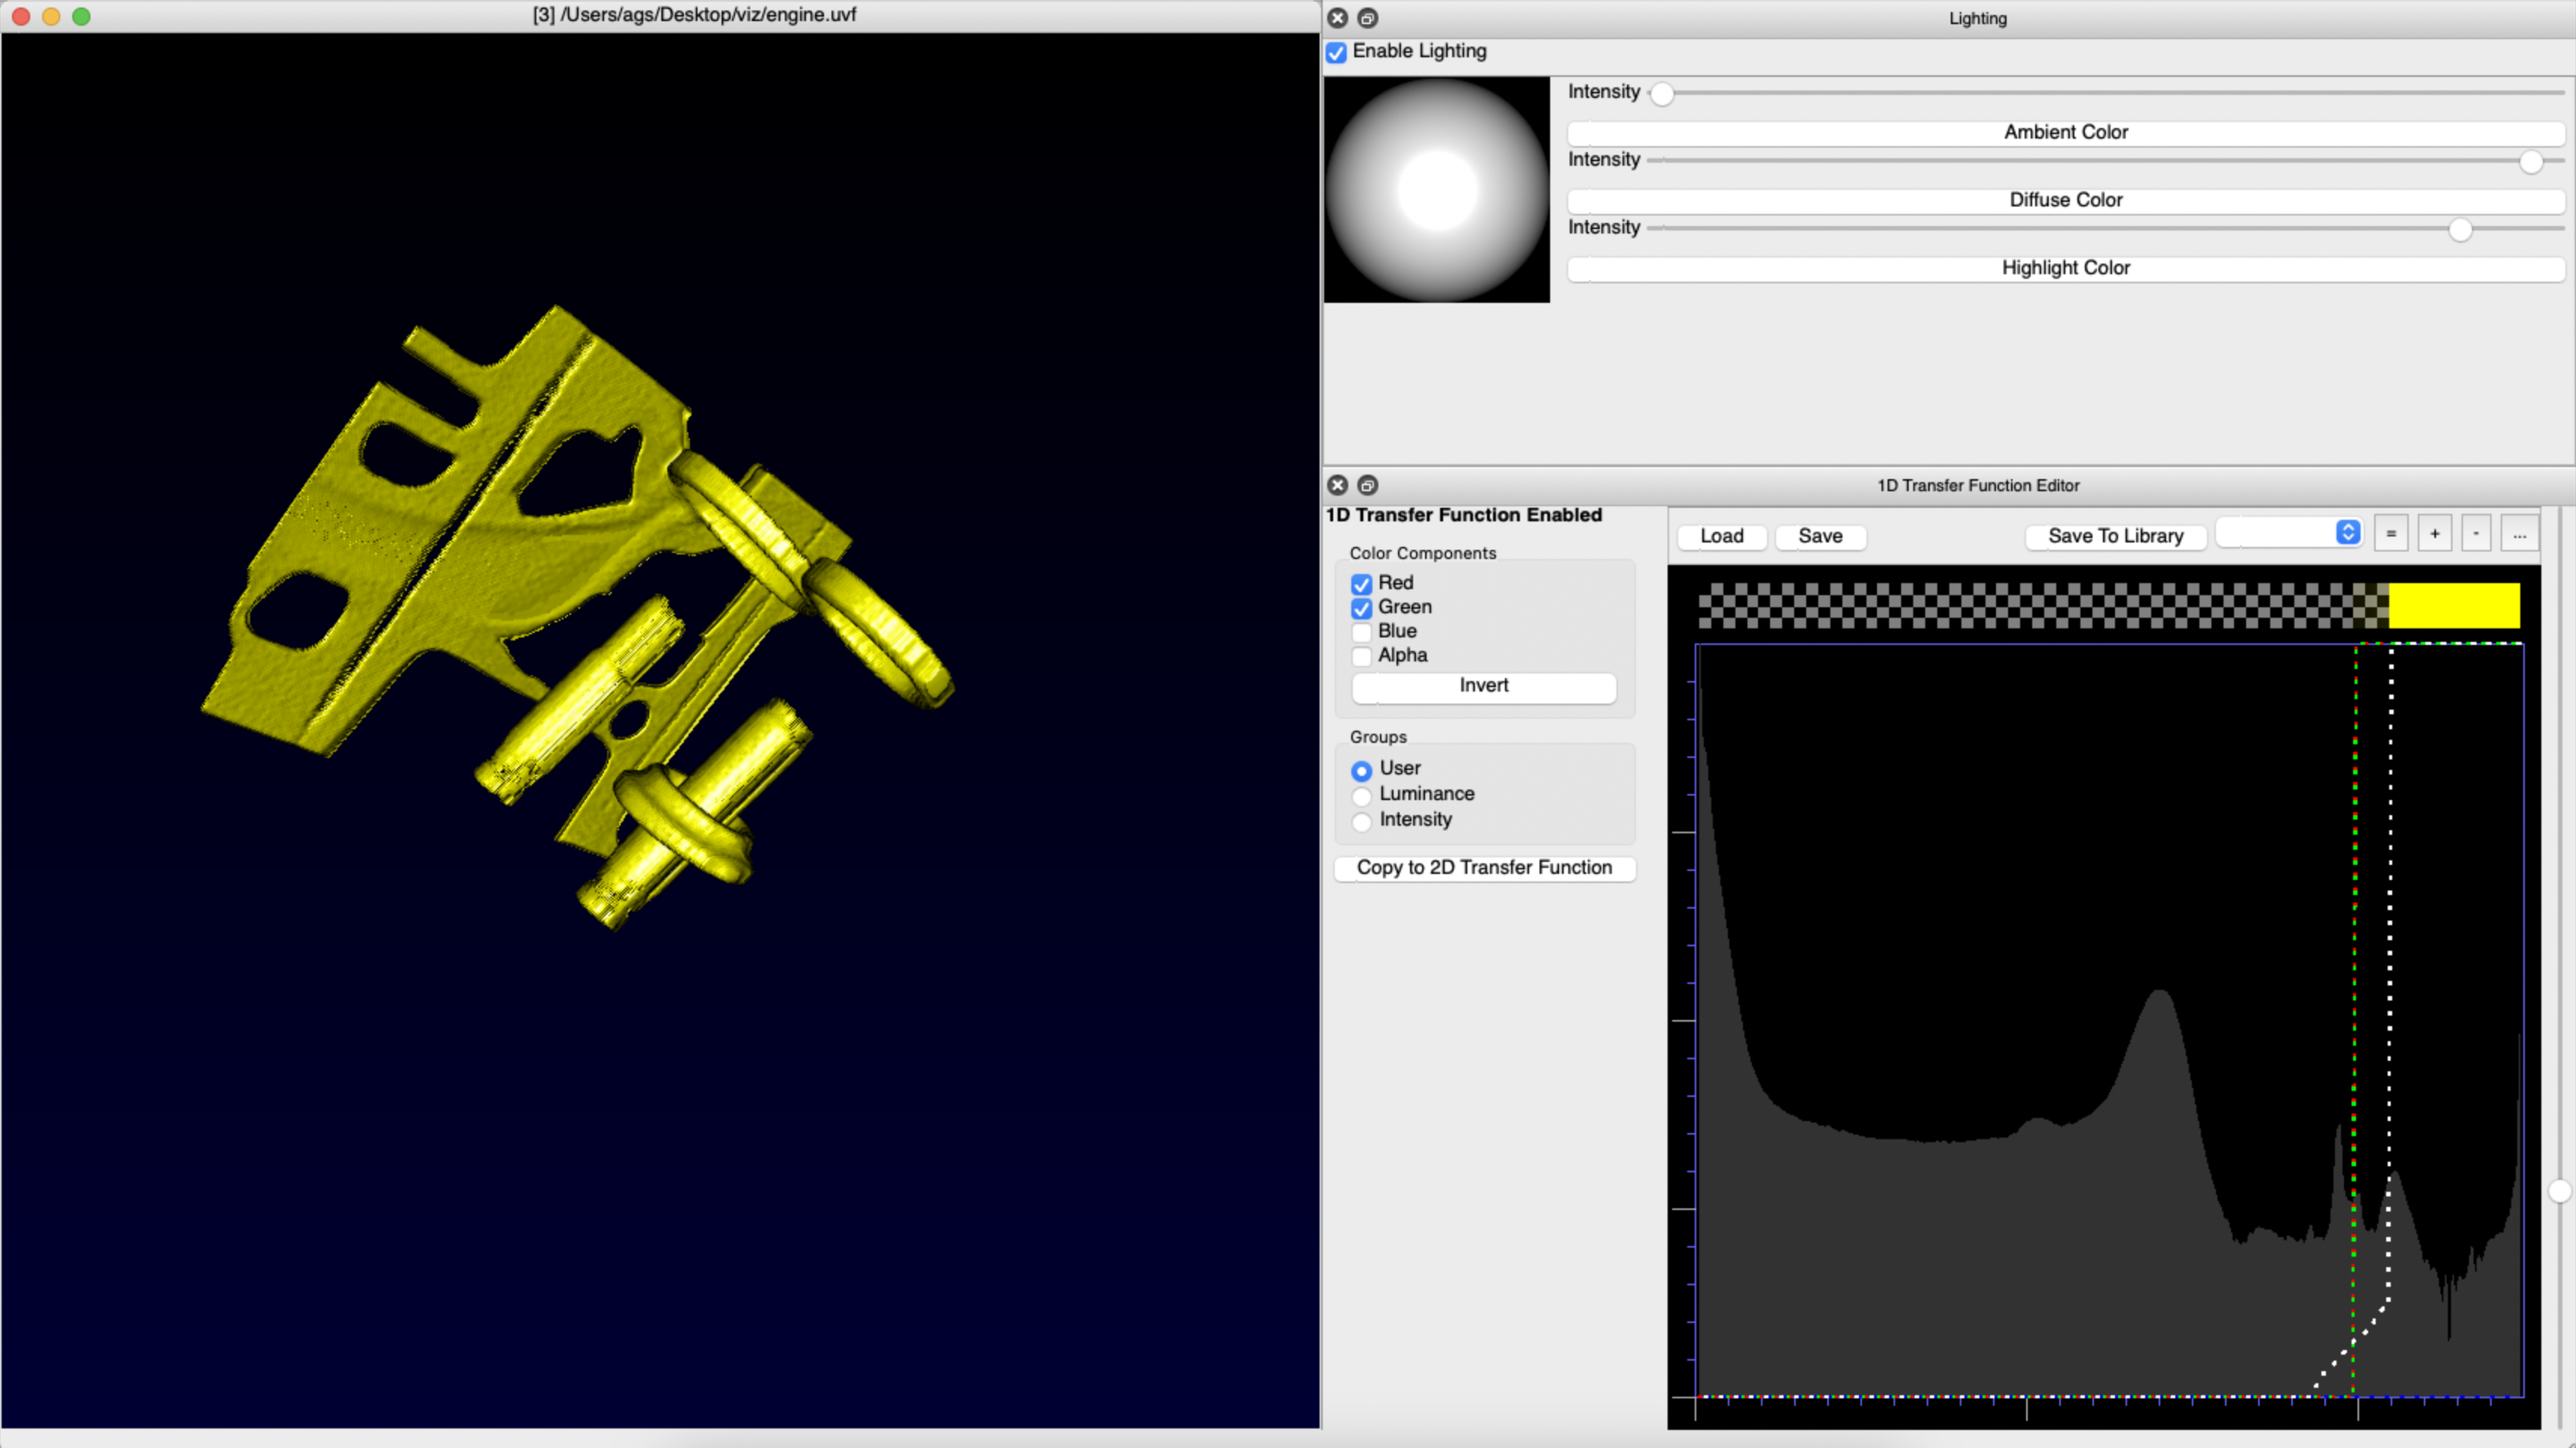 [3] /Users/ags/Desktop/viz/engine.uvf
Lighting
Enable Lighting
Intensity
Ambient Color
Intensity
Diffuse Color
Intensity
Highlight Color
1D Transfer Function Editor
1D Transfer Function Enabled
Load Save Save To Library = + - ...
Color Components
Red
Green
Blue
Alpha
Invert
Groups
User
Luminance
Intensity
Copy to 2D Transfer Function